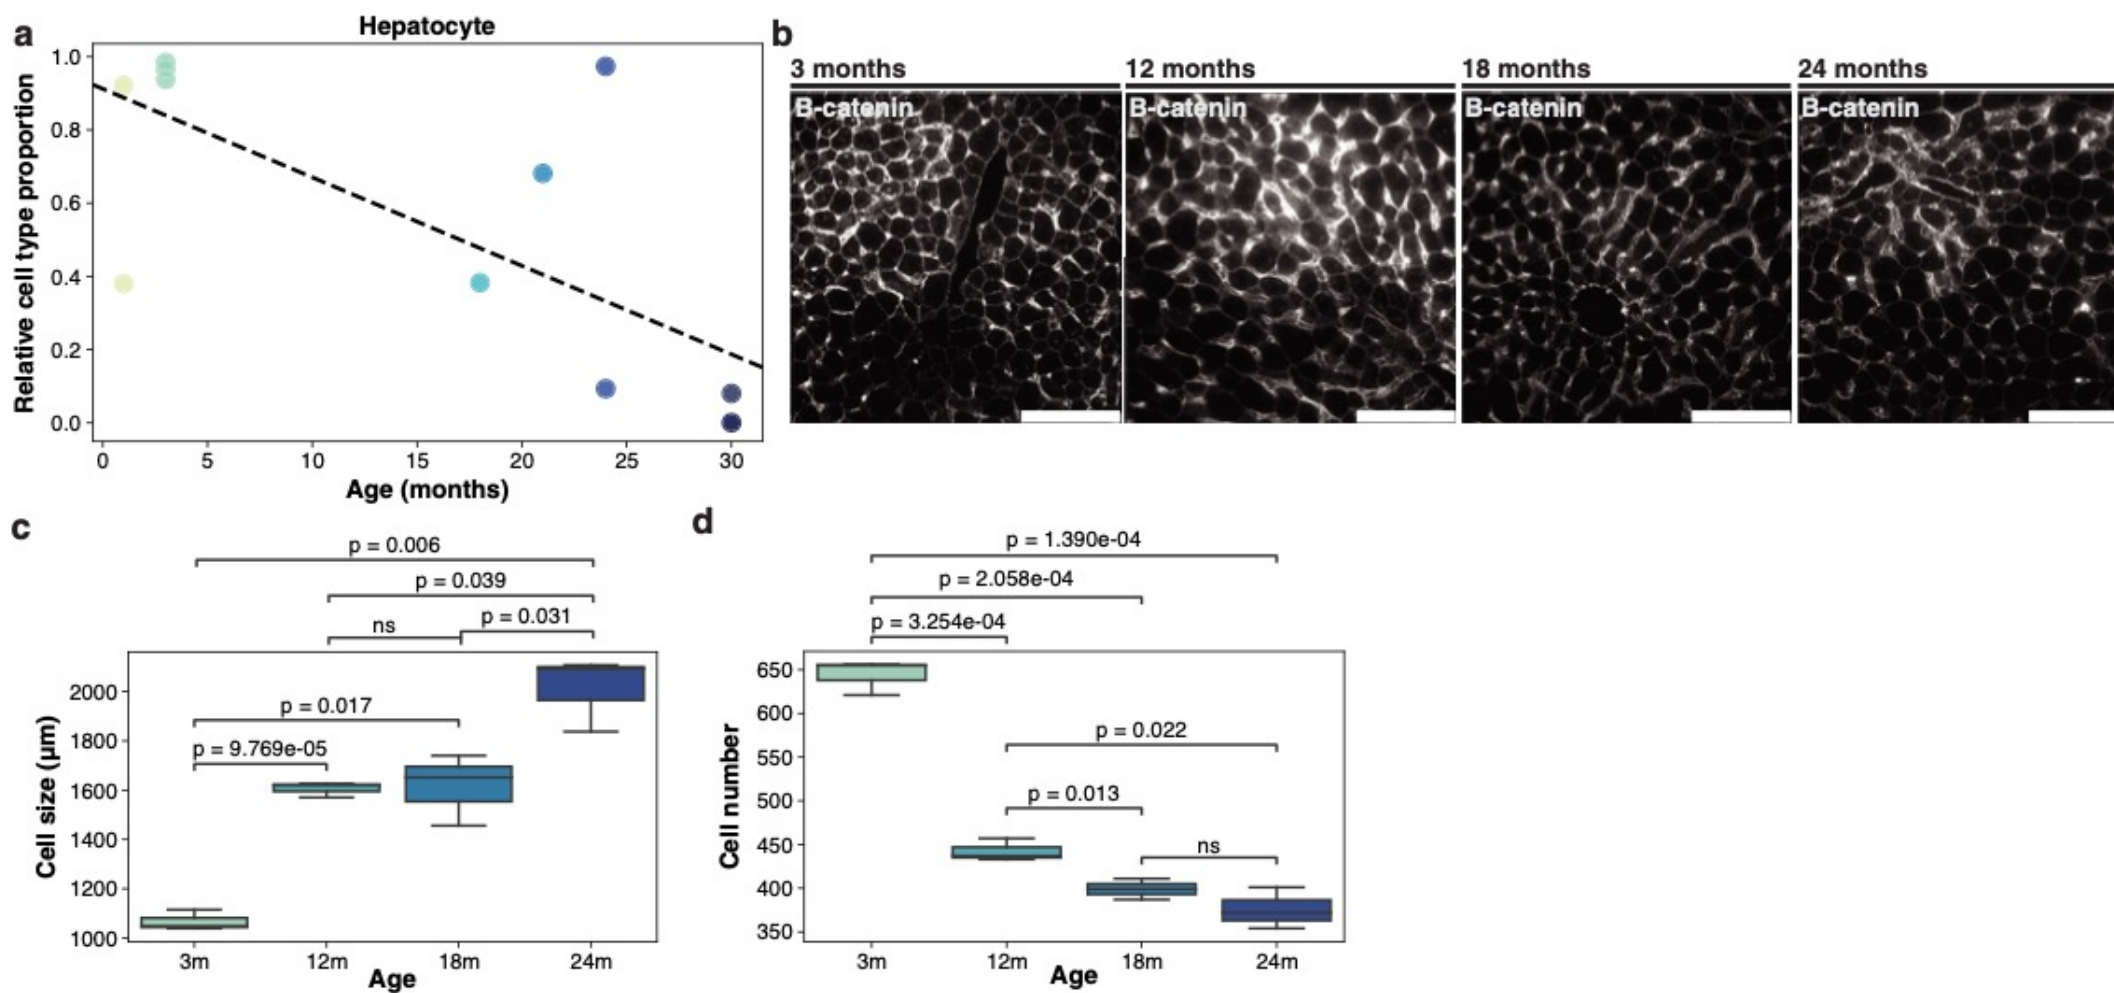 a
Hepatocyte
Relative cell type proportion
1.0
0.8
0.6
0.4
0.2
0.0
0 5 10 15 20 25 30
Age (months)
b
3 months 12 months 18 months 24 months
B-catenin B-catenin B-catenin B-catenin
c
p = 0.006
p = 0.039
ns p = 0.031
p = 0.017
p = 9.769e-05
Cell size (μm)
2000
1800
1600
1400
1200
1000
3m 12m 18m 24m
Age
d
p = 1.390e-04
p = 2.058e-04
p = 3.254e-04
p = 0.022
p = 0.013
ns
Cell number
650
600
550
500
450
400
350
3m 12m 18m 24m
Age